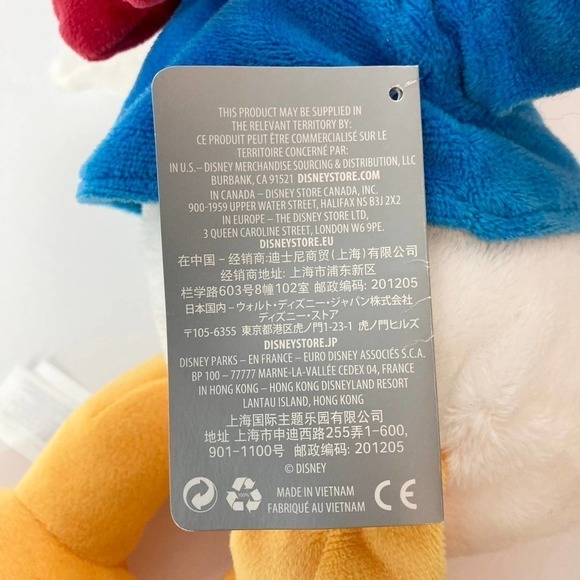 THIS PRODUCT MAY BE SUPPLIED IN
THE RELEVANT TERRITORY BY:
CE PRODUIT PEUT ÊTRE COMMERCIALISÉ SUR LE
TERRITOIRE CONCERNÉ PAR:
IN U.S.– DISNEY MERCHANDISE SOURCING & DISTRIBUTION, LLC
BURBANK, CA 91521 DISNEYSTORE.COM
IN CANADA – DISNEY STORE CANADA, INC.
900-1959 UPPER WATER STREET, HALIFAX NS B3J 2X2
IN EUROPE – THE DISNEY STORE LTD,
3 QUEEN CAROLINE STREET, LONDON W6 9PE.
DISNEYSTORE.EU
在中国 – 经销商:迪士尼商贸(上海)有限公司
经销商地址: 上海市浦东新区
栏学路603号8幢102室 邮政编码: 201205
日本国内–ウォルト・ディズニー・ジャパン株式会社
ディズニー・ストア
〒105-6355 東京都港区虎ノ門1-23-1 虎ノ門ヒルズ
DISNEYSTORE.JP
DISNEY PARKS – EN FRANCE – EURO DISNEY ASSOCIÉS S.C.A.
BP 100 – 77777 MARNE-LA-VALLÉE CEDEX 04, FRANCE
IN HONG KONG – HONG KONG DISNEYLAND RESORT
LANTAU ISLAND, HONG KONG
上海国际主题乐园有限公司
地址 上海市申迪西路255弄1-6,
901-1100号 邮政编码: 201205
© DISNEY
100%
MADE IN VIETNAM
FABRIQUÉ AU VIETNAM
CE